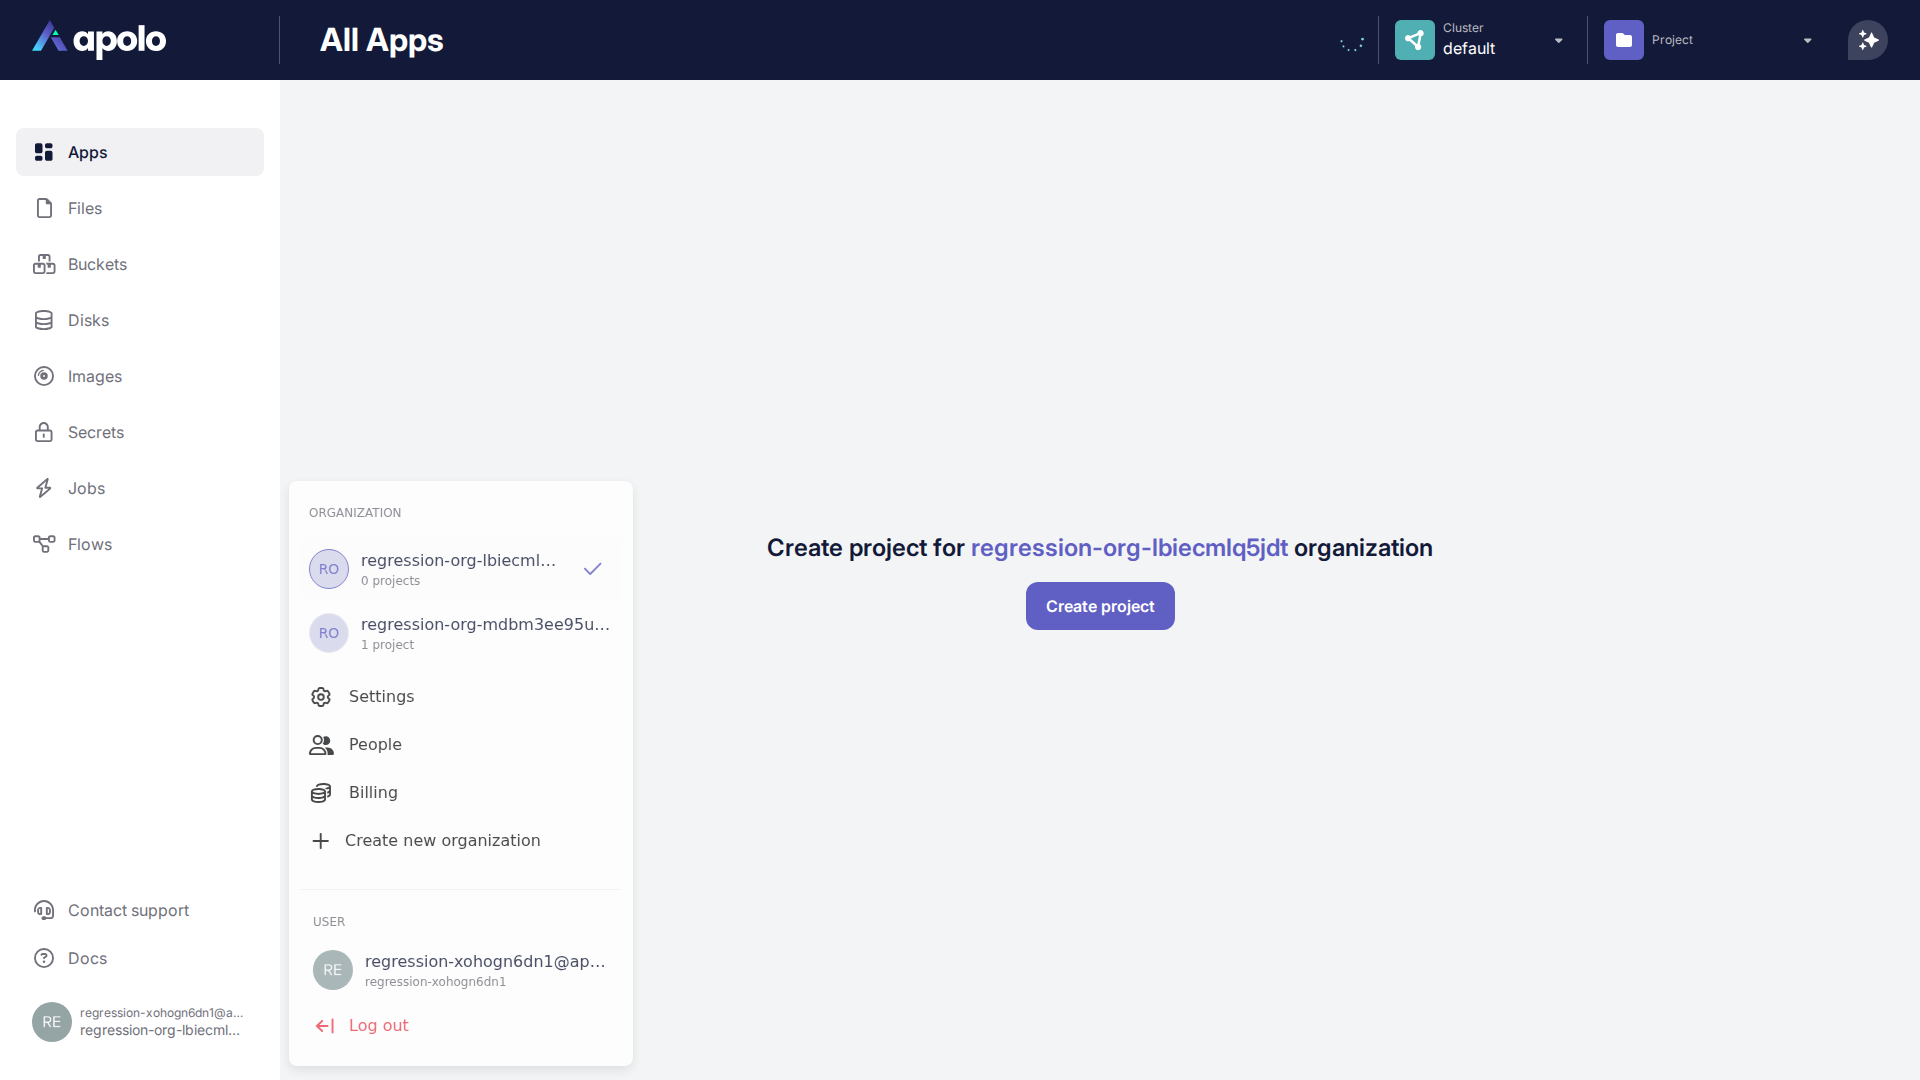 apolo
All Apps
Cluster
default
Project
Apps
Files
Buckets
Disks
Images
Secrets
Jobs
Flows
Contact support
Docs
RE
regression-xohogn6dn1@a...
regression-org-lbiecml...
ORGANIZATION
RO
regression-org-lbiecml...
0 projects
RO
regression-org-mdbm3ee95u...
1 project
Settings
People
Billing
Create new organization
USER
RE
regression-xohogn6dn1@ap...
regression-xohogn6dn1
Log out
Create project for regression-org-lbiecmlq5jdt organization
Create project